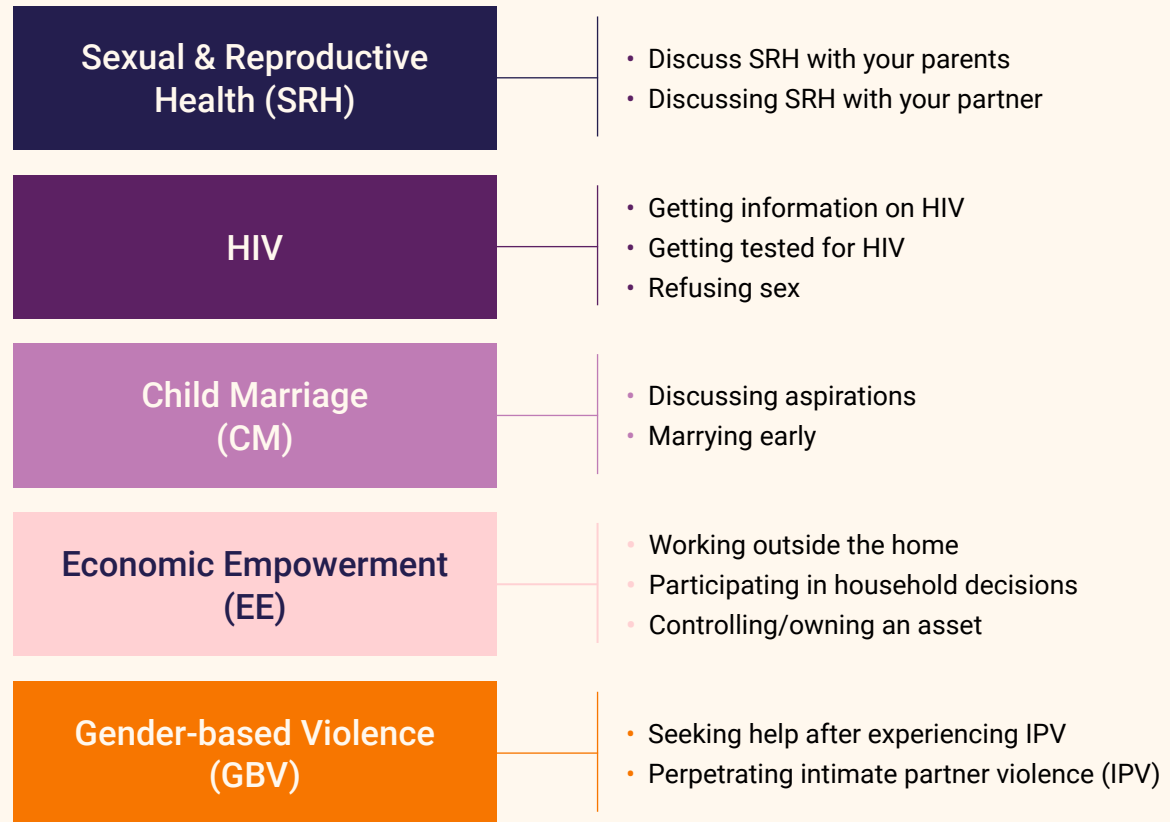 Sexual & Reproductive
Health (SRH)
• Discuss SRH with your parents
• Discussing SRH with your partner
HIV
• Getting information on HIV
• Getting tested for HIV
• Refusing sex
Child Marriage
(CM)
• Discussing aspirations
• Marrying early
Economic Empowerment
(EE)
• Working outside the home
• Participating in household decisions
• Controlling/owning an asset
Gender-based Violence
(GBV)
• Seeking help after experiencing IPV
• Perpetrating intimate partner violence (IPV)